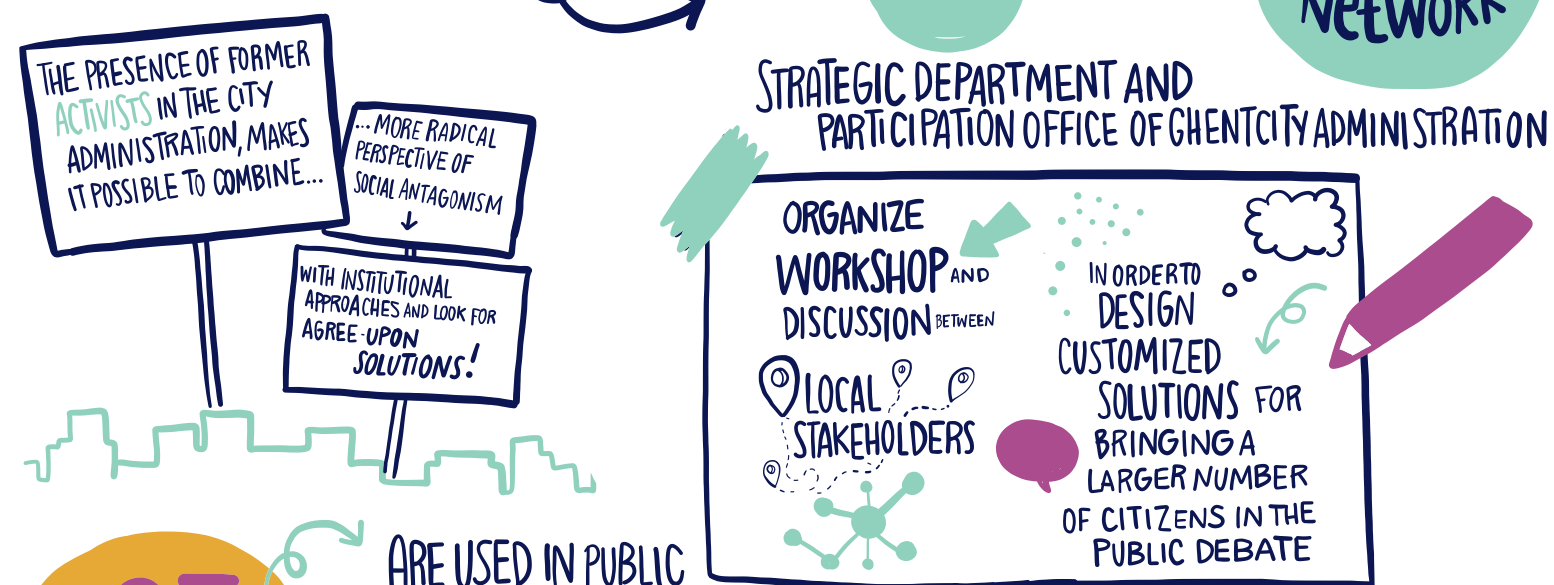 THE PRESENCE OF FORMER
ACTIVISTS IN THE CITY
ADMINISTRATION, MAKES
IT POSSIBLE TO COMBINE...
...MORE RADICAL
PERSPECTIVE OF
SOCIAL ANTAGONISM
WITH INSTITUTIONAL
APPROACHES AND LOOK FOR
AGREE-UPON
SOLUTIONS!
ARE USED IN PUBLIC
NETWORK
STRATEGIC DEPARTMENT AND
PARTICIPATION OFFICE OF GHENTCITY ADMINISTRATION
ORGANIZE
WORKSHOP AND
DISCUSSION BETWEEN
LOCAL
STAKEHOLDERS
IN ORDER TO
DESIGN
CUSTOMIZED
SOLUTIONS FOR
BRINGING A
LARGER NUMBER
OF CITIZENS IN THE
PUBLIC DEBATE